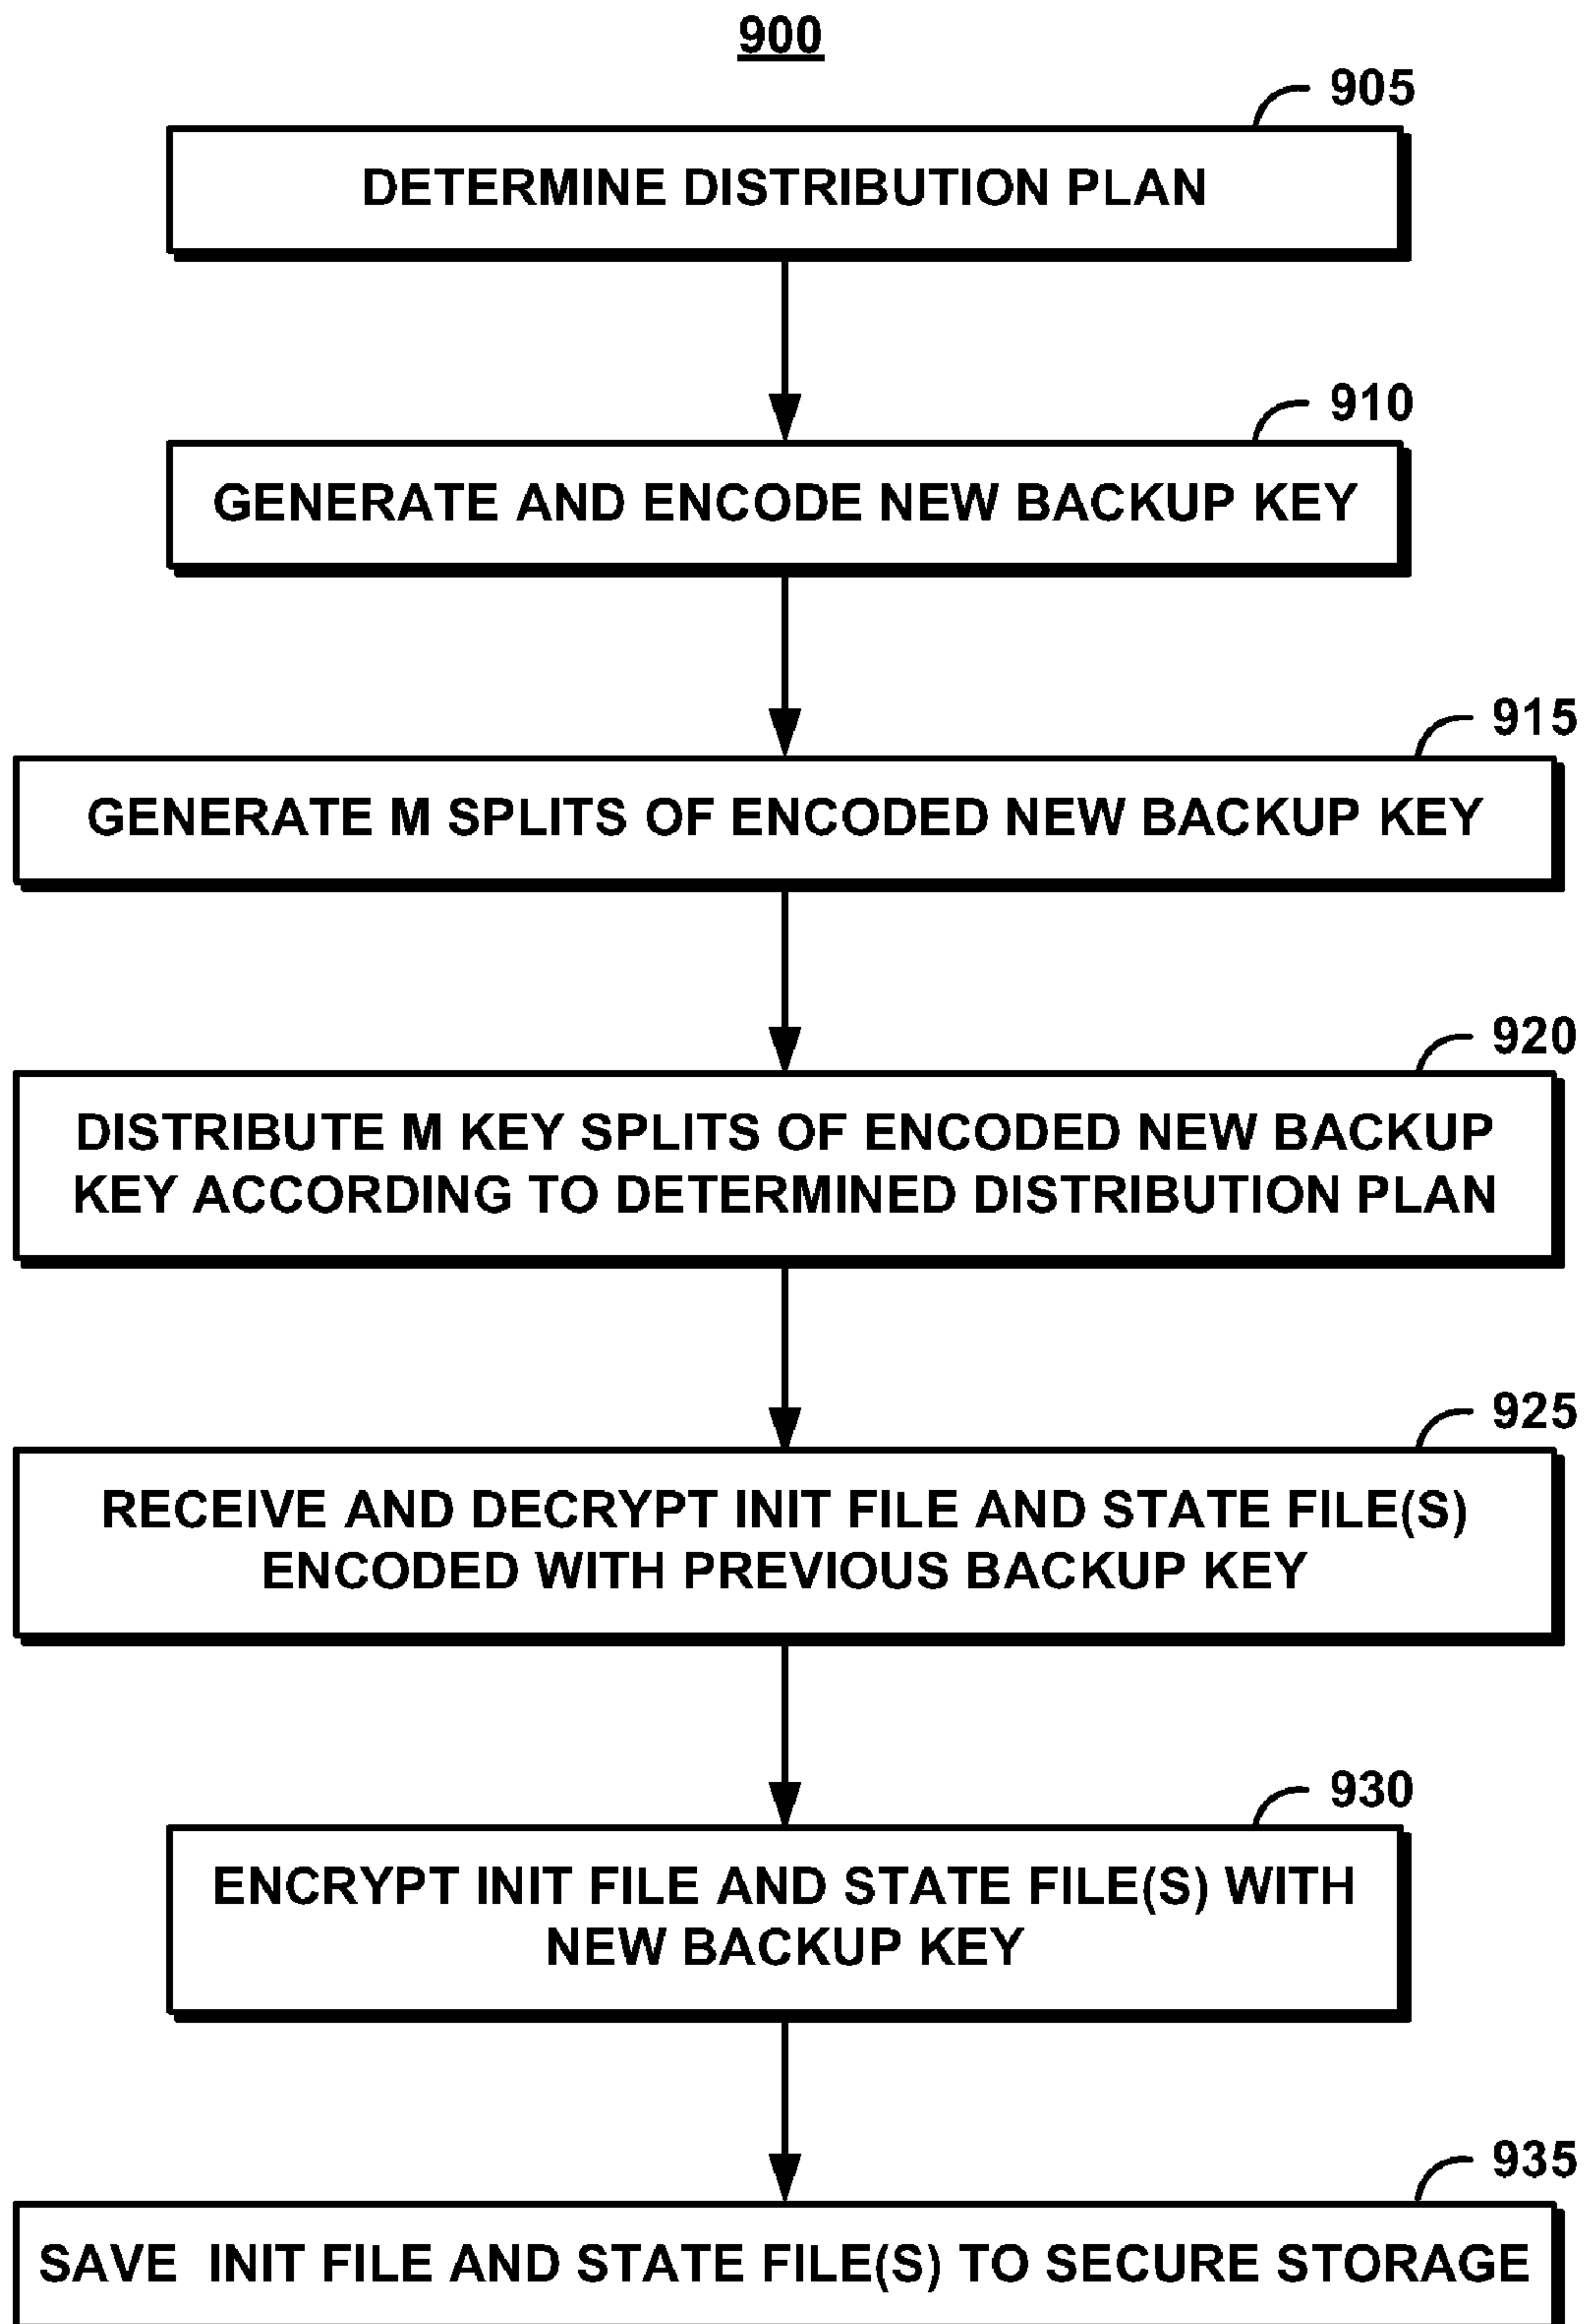 900
905
DETERMINE DISTRIBUTION PLAN
910
GENERATE AND ENCODE NEW BACKUP KEY
915
GENERATE M SPLITS OF ENCODED NEW BACKUP KEY
920
DISTRIBUTE M KEY SPLITS OF ENCODED NEW BACKUP
KEY ACCORDING TO DETERMINED DISTRIBUTION PLAN
925
RECEIVE AND DECRYPT INIT FILE AND STATE FILE(S)
ENCODED WITH PREVIOUS BACKUP KEY
930
ENCRYPT INIT FILE AND STATE FILE(S) WITH
NEW BACKUP KEY
935
SAVE INIT FILE AND STATE FILE(S) TO SECURE STORAGE